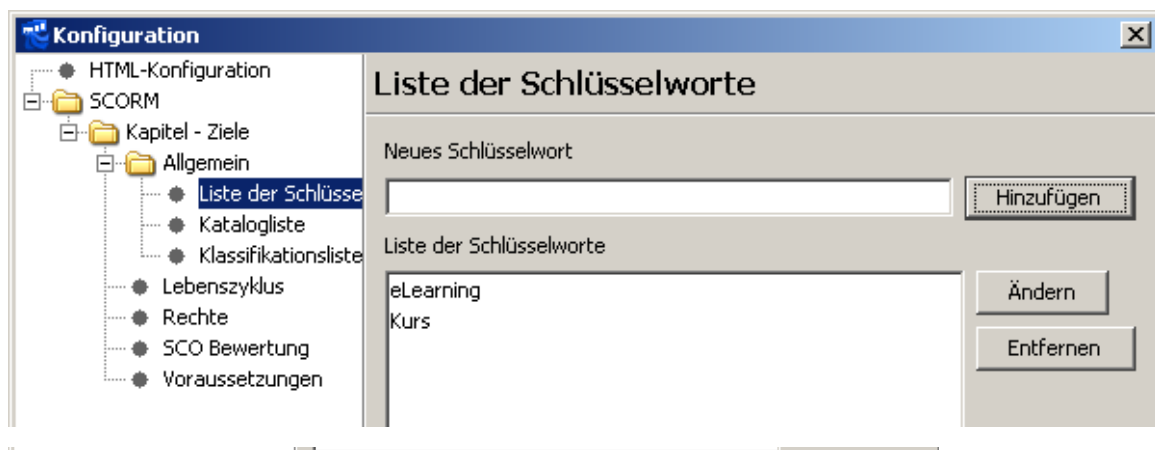 Konfiguration
HTML-Konfiguration
SCORM
Kapitel - Ziele
Allgemein
Liste der Schlüsse
Katalogliste
Klassifikationsliste
Lebenszyklus
Rechte
SCO Bewertung
Voraussetzungen
Liste der Schlüsselworte
Neues Schlüsselwort
Hinzufügen
Liste der Schlüsselworte
eLearning
Kurs
Ändern
Entfernen